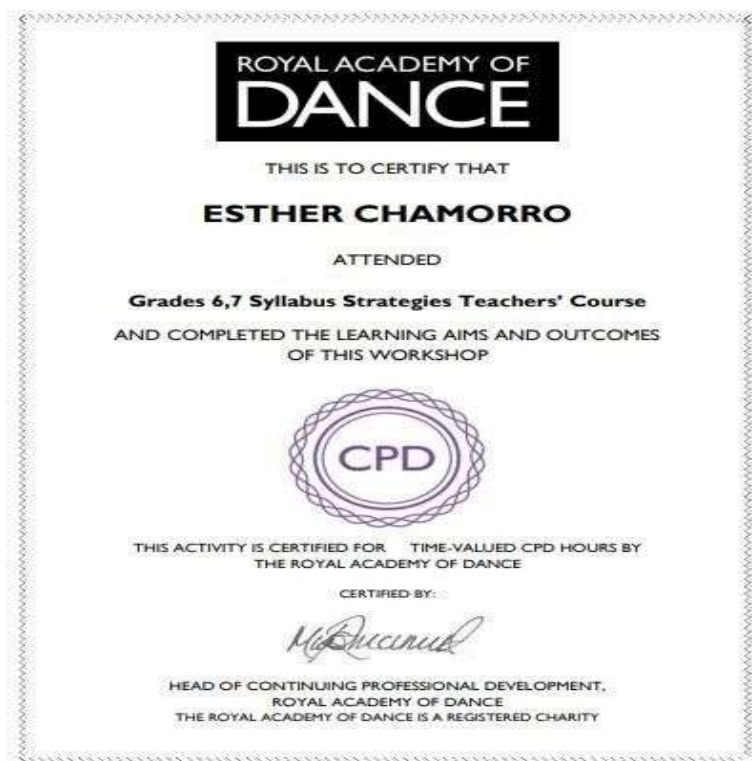 ROYAL ACADEMY OF
DANCE
THIS IS TO CERTIFY THAT
ESTHER CHAMORRO
ATTENDED
Grades 6,7 Syllabus Strategies Teachers' Course
AND COMPLETED THE LEARNING AIMS AND OUTCOMES
OF THIS WORKSHOP
CPD
THIS ACTIVITY IS CERTIFIED FOR TIME-VALUED CPD HOURS BY
THE ROYAL ACADEMY OF DANCE
CERTIFIED BY:
HEAD OF CONTINUING PROFESSIONAL DEVELOPMENT,
ROYAL ACADEMY OF DANCE
THE ROYAL ACADEMY OF DANCE IS A REGISTERED CHARITY